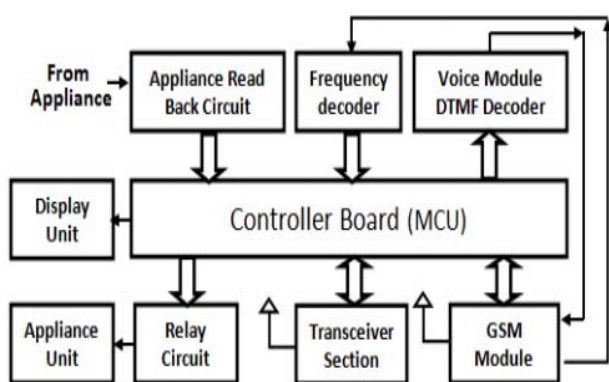 From
Appliance
Appliance Read
Back Circuit
Frequency
decoder
Voice Module
DTMF Decoder
Display
Unit
Controller Board (MCU)
Appliance
Unit
Relay
Circuit
Transceiver
Section
GSM
Module